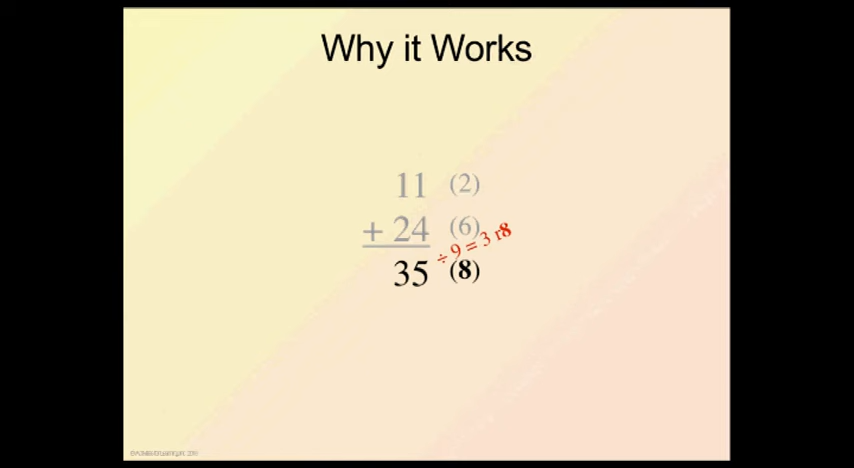 Why it Works
11 (2)
+ 24 (6)
÷ 9 = 3 r8
35 (8)